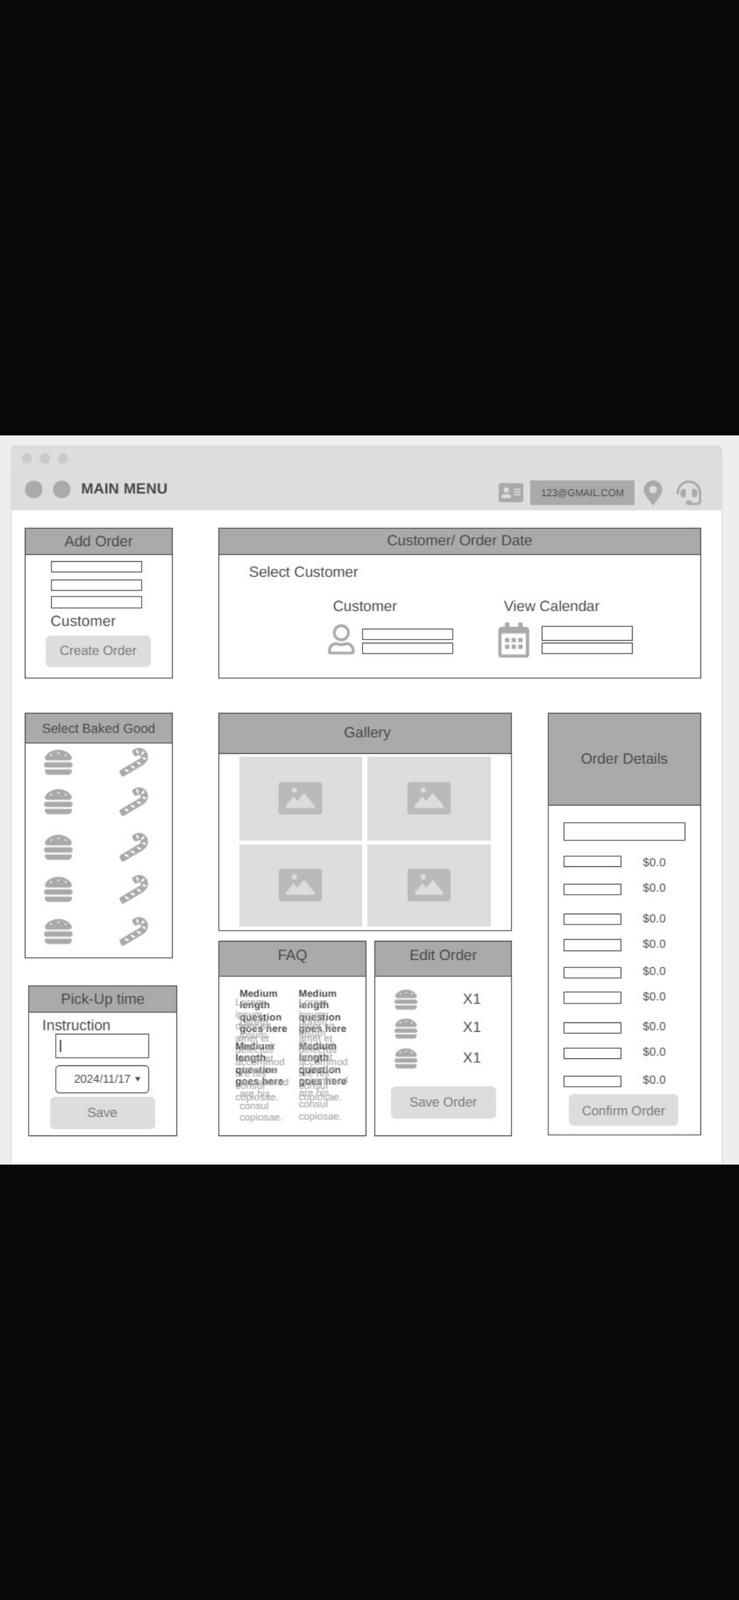 MAIN MENU
123@GMAIL.COM
Add Order
Customer
Create Order
Customer/ Order Date
Select Customer
Customer
View Calendar
Select Baked Good
Gallery
Order Details
$0.0
$0.0
$0.0
$0.0
$0.0
$0.0
$0.0
$0.0
$0.0
Confirm Order
Pick-Up time
Instruction
2024/11/17
Save
FAQ
Medium
length
question
goes here
Medium
length
question
goes here
Medium
length
question
goes here
Medium
length
question
goes here
consul
copiosae.
consul
copiosae.
Edit Order
X1
X1
X1
Save Order